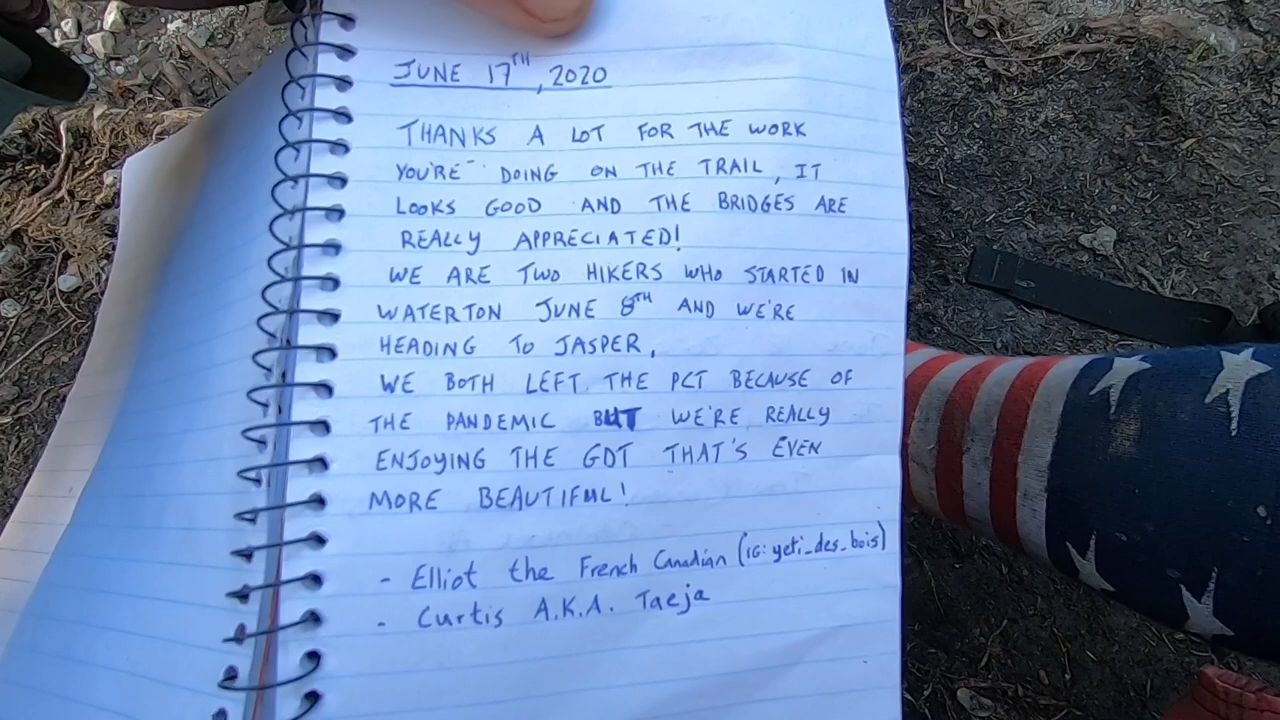 JUNE 17TH, 2020
THANKS A LOT FOR THE WORK
YOU'RE DOING ON THE TRAIL, IT
LOOKS GOOD AND THE BRIDGES ARE
REALLY APPRECIATED!
WE ARE TWO HIKERS WHO STARTED IN
WATERTON JUNE 8TH AND WE'RE
HEADING TO JASPER.
WE BOTH LEFT THE PCT BECAUSE OF
THE PANDEMIC BUT WE'RE REALLY
ENJOYING THE GDT THAT'S EVEN
MORE BEAUTIFUL!
- Elliot the French Canadian (IG: yeti_des_bois)
- Curtis A.K.A. Taeja